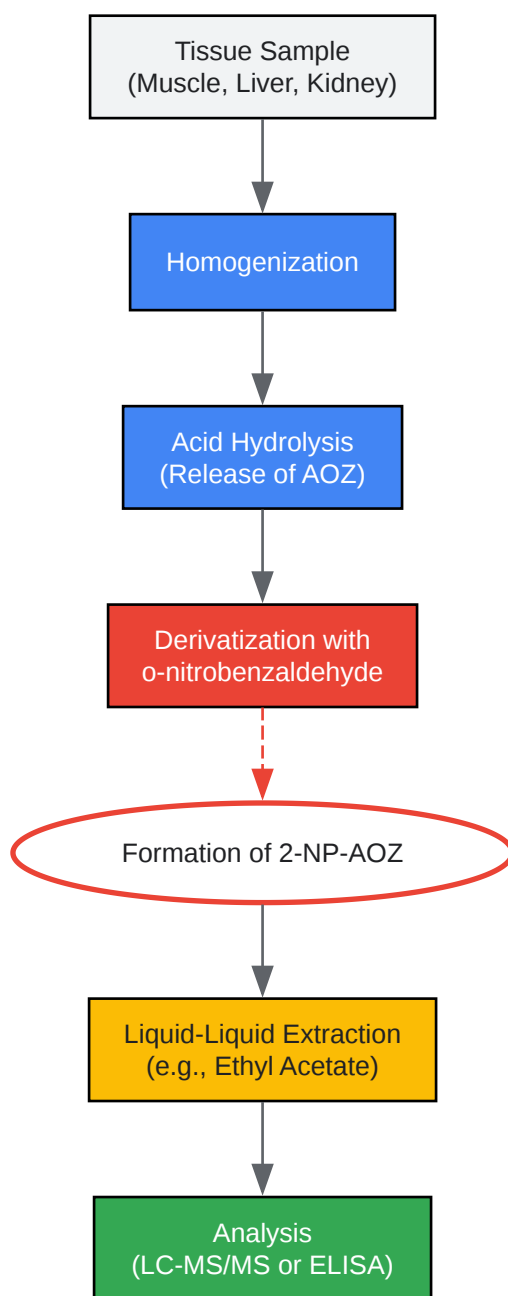 Tissue Sample
(Muscle, Liver, Kidney)
Homogenization
Acid Hydrolysis
(Release of AOZ)
Derivatization with
o-nitrobenzaldehyde
Formation of 2-NP-AOZ
Liquid-Liquid Extraction
(e.g., Ethyl Acetate)
Analysis
(LC-MS/MS or ELISA)